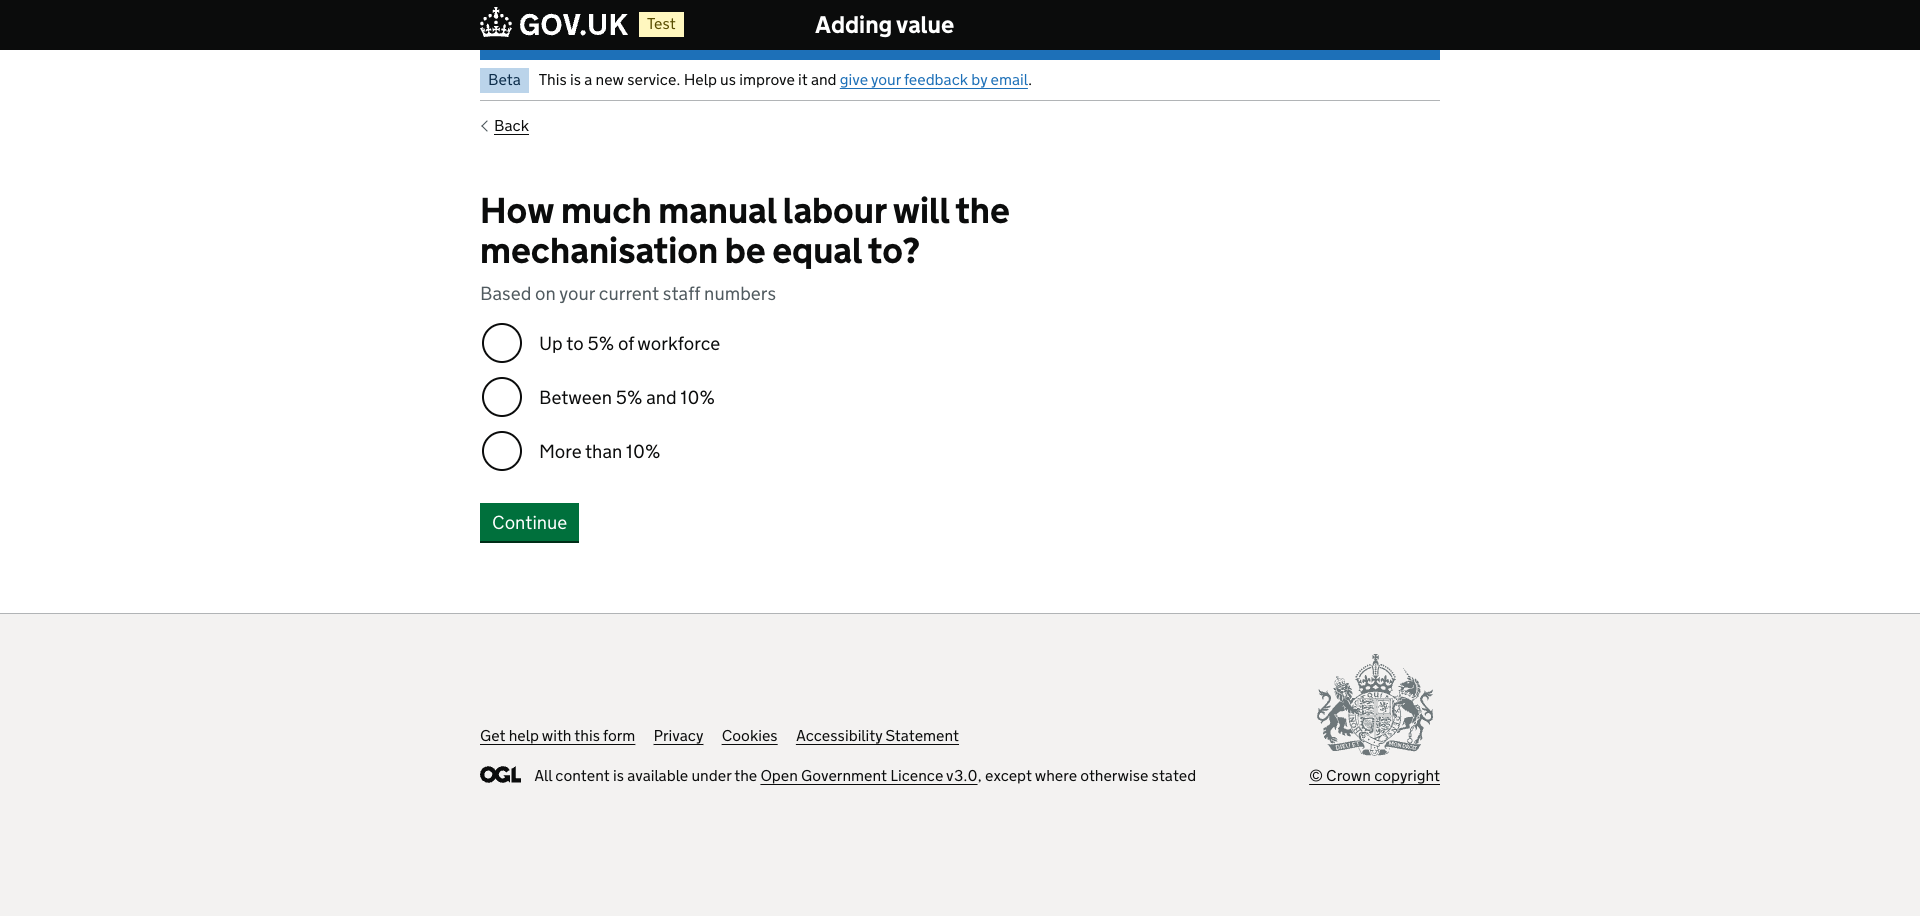 GOV.UK Test Adding value
Beta This is a new service. Help us improve it and give your feedback by email.
Back
How much manual labour will the
mechanisation be equal to?
Based on your current staff numbers
Up to 5% of workforce
Between 5% and 10%
More than 10%
Continue
Get help with this form Privacy Cookies Accessibility Statement
OGL All content is available under the Open Government Licence v3.0, except where otherwise stated
© Crown copyright